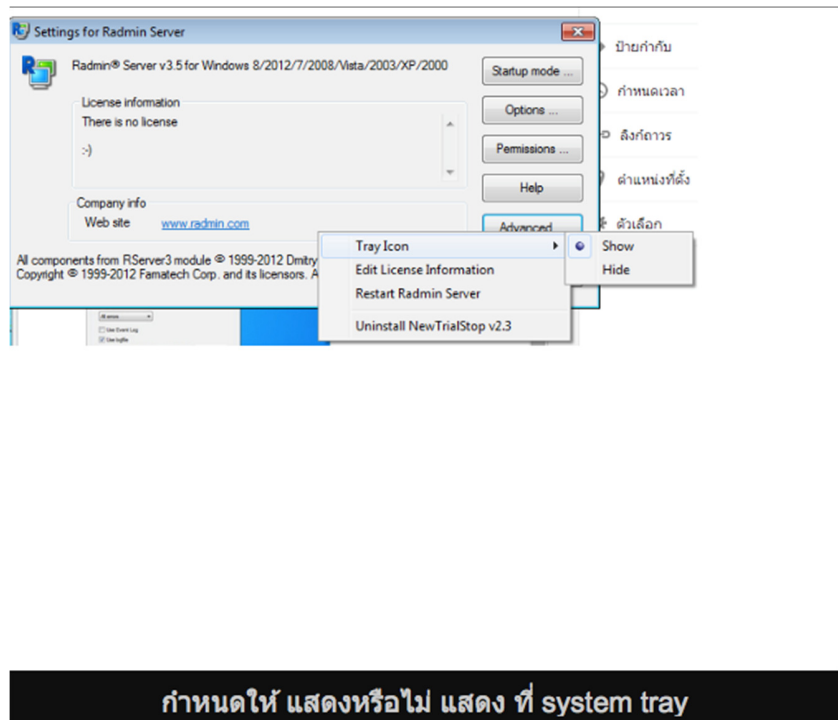 Settings for Radmin Server
Radmin® Server v3.5 for Windows 8/2012/7/2008/Vista/2003/XP/2000
Startup mode ...
License information
There is no license
:-)
Options ...
Permissions ...
Help
Company info
Web site www.radmin.com
Advanced
All components from RServer3 module © 1999-2012 Dmitry
Copyright © 1999-2012 Famatech Corp. and its licensors. A
Tray Icon
Edit License Information
Restart Radmin Server
Uninstall NewTrialStop v2.3
Show
Hide
ป้ายกำกับ
กำหนดเวลา
ลิงก์ถาวร
ตำแหน่งที่ตั้ง
ตัวเลือก
Use Event Log
Use logfile
กำหนดให้ แสดงหรือไม่ แสดง ที่ system tray